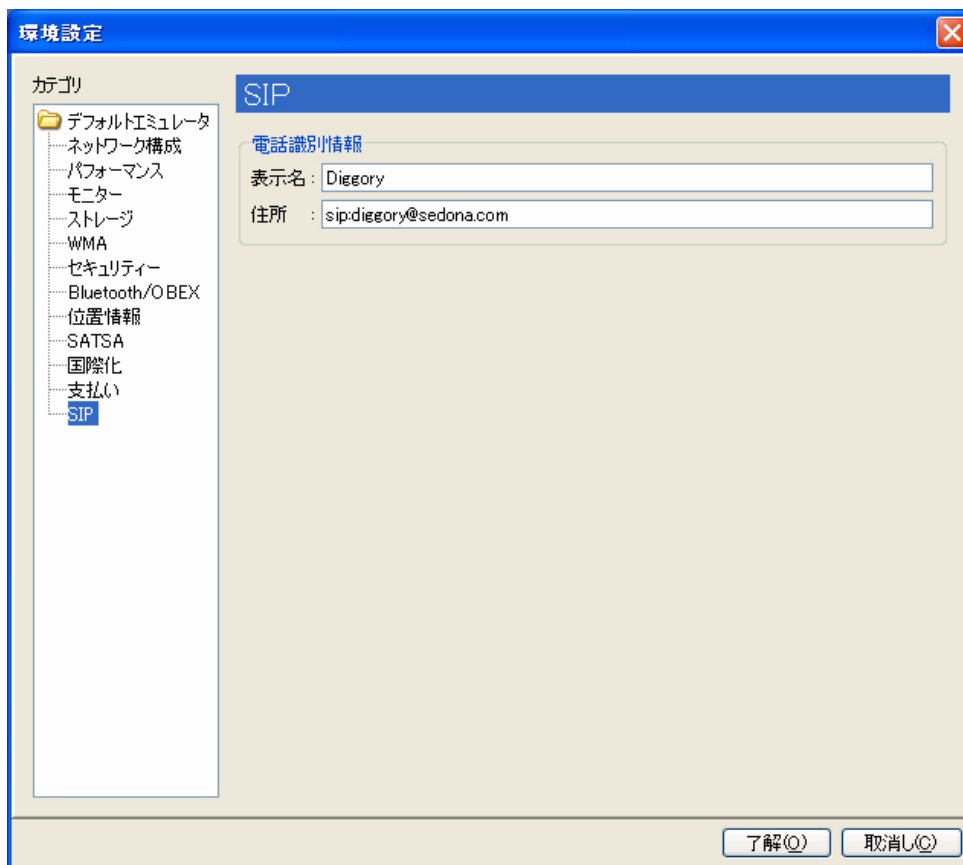 環境設定
カテゴリ
デフォルトエミュレータ
ネットワーク構成
パフォーマンス
モニター
ストレージ
WMA
セキュリティー
Bluetooth/OBEX
位置情報
SATSA
国際化
支払い
SIP
SIP
電話識別情報
表示名: Diggory
住所 : sip:diggory@sedona.com
了解(O) 取消し(C)